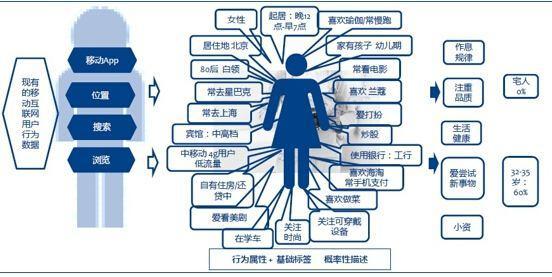 现有
的移
动互
联网
用户
行为
数据
移动App
位置
搜索
浏览
女性
居住地:北京
80后 白领
常去星巴克
常去上海
宾馆：中高档
中移动 4g用户
低流量
自有住房/还
贷中
爱看美剧
在学车
起居：晚12
点-早7点
喜欢瑜伽/常慢跑
家有孩子 幼儿期
常看电影
喜欢 兰蔻
爱打扮
炒股
使用银行：工行
喜欢海淘
常手机支付
喜欢做菜
关注可穿戴
设备
关注
时尚
行为属性+ 基础标签 概率性描述
作息
规律
注重
品质
生活
健康
爱尝试
新事物
小资
宅人
0%
32-35
岁：
60%